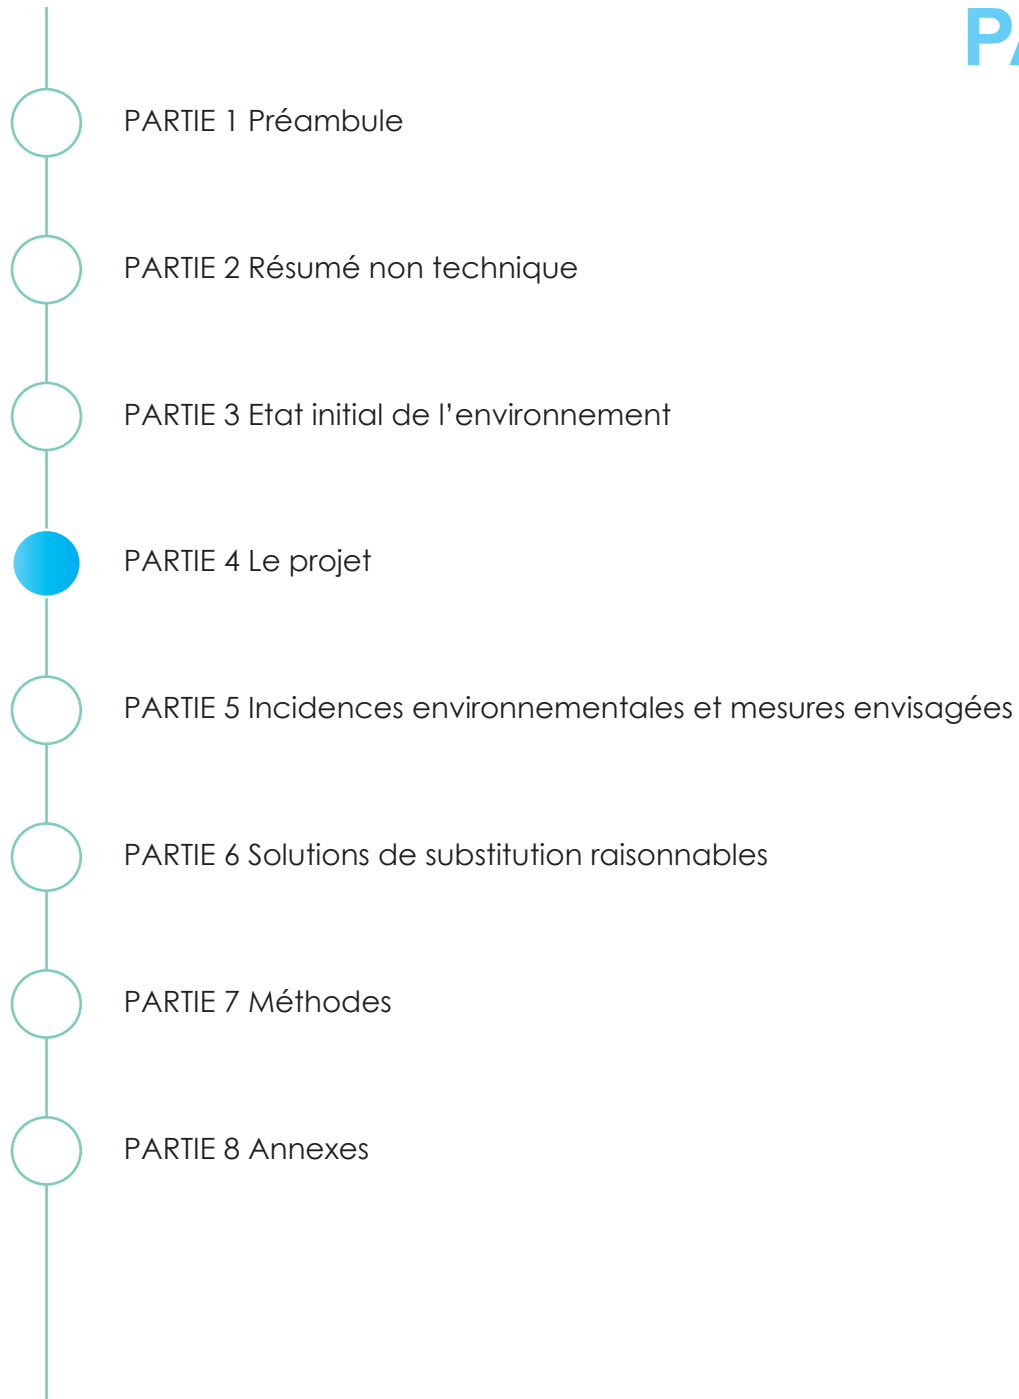 PARTIE 1 Préambule
PARTIE 2 Résumé non technique
PARTIE 3 Etat initial de l’environnement
PARTIE 4 Le projet
PARTIE 5 Incidences environnementales et mesures envisagées
PARTIE 6 Solutions de substitution raisonnables
PARTIE 7 Méthodes
PARTIE 8 Annexes